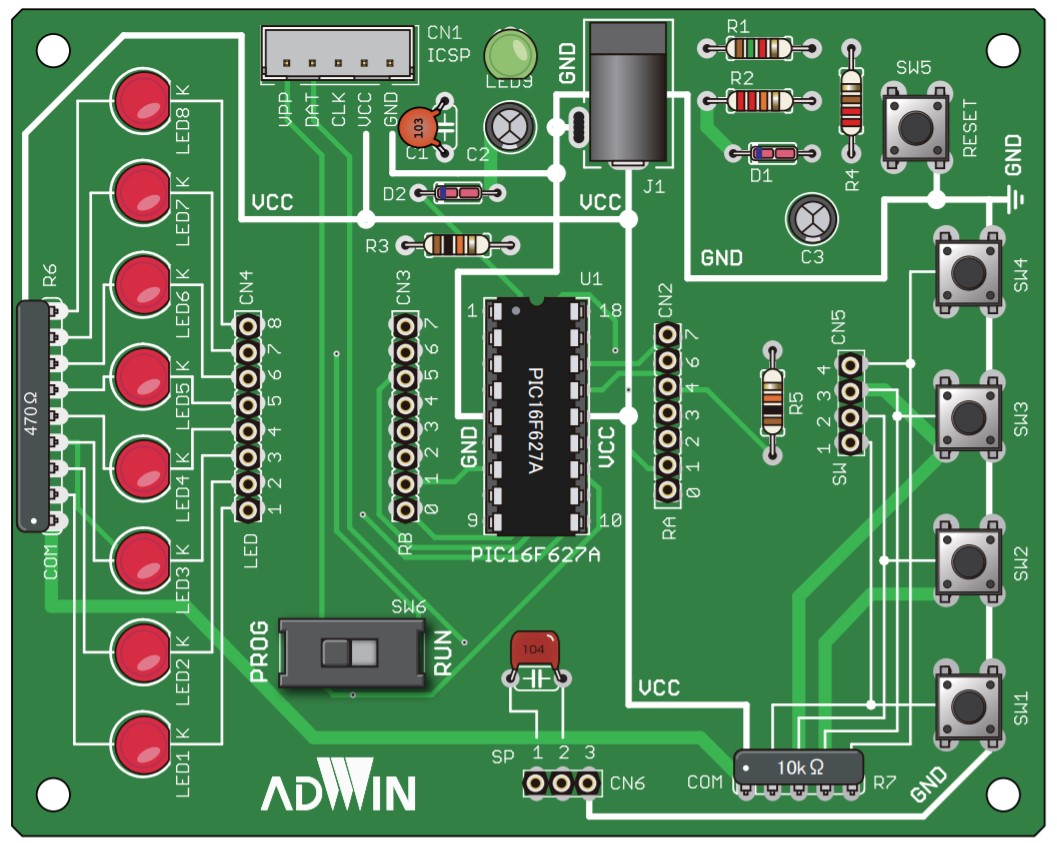 CN1
ICSP
VPP
DAT
CLK
VCC
GND
LED9
GND
J1
R1
R2
R4
SW5
RESET
GND
103
C1
C2
D2
D1
C3
VCC
VCC
GND
R3
LED8 K
LED7 K
LED6 K
LED5 K
LED4 K
LED3 K
LED2 K
LED1 K
R6
470Ω
COM
CN4
8
7
6
5
4
3
2
1
LED
CN3
7
6
5
4
3
2
1
0
RB
U1
1
18
9
10
PIC16F627A
GND
VCC
PIC16F627A
CN2
7
6
4
3
2
1
0
RA
R5
CN5
4
3
2
1
SW
SW4
SW3
SW2
SW1
SW6
PROG
RUN
104
VCC
SP 1 2 3
CN6
COM
10kΩ
R7
GND
ADWIN